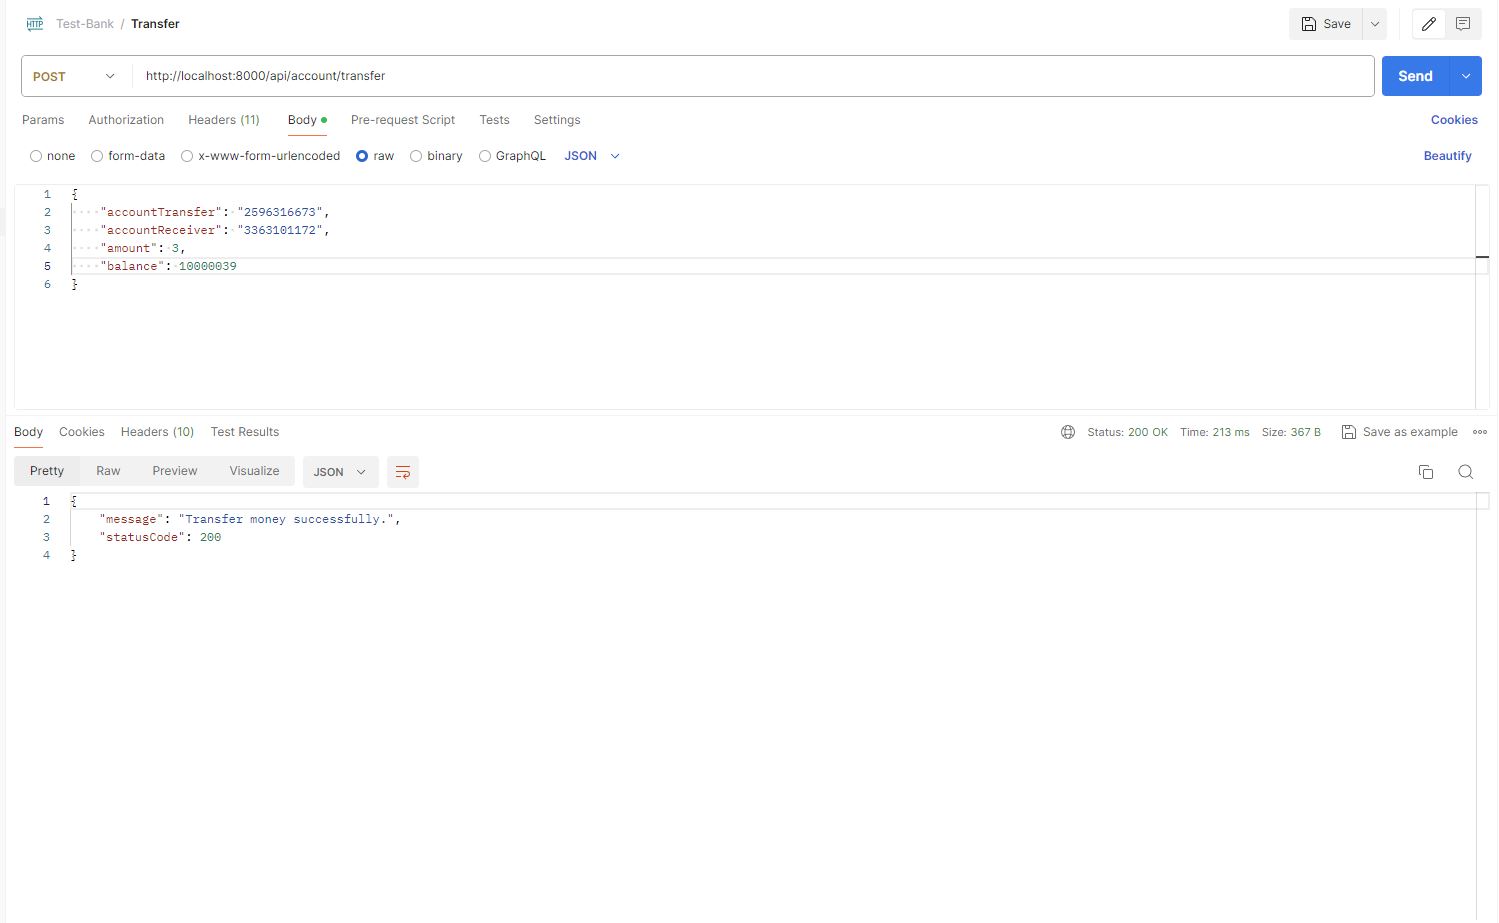 HTTP Test-Bank / Transfer Save
POST http://localhost:8000/api/account/transfer Send
Params Authorization Headers (11) Body Pre-request Script Tests Settings Cookies
none form-data x-www-form-urlencoded raw binary GraphQL JSON Beautify
1 {
2 "accountTransfer": "2596316673",
3 "accountReceiver": "3363101172",
4 "amount": 3,
5 "balance": 10000039
6 }
Body Cookies Headers (10) Test Results Status: 200 OK Time: 213 ms Size: 367 B Save as example
Pretty Raw Preview Visualize JSON
1 {
2 "message": "Transfer money successfully.",
3 "statusCode": 200
4 }